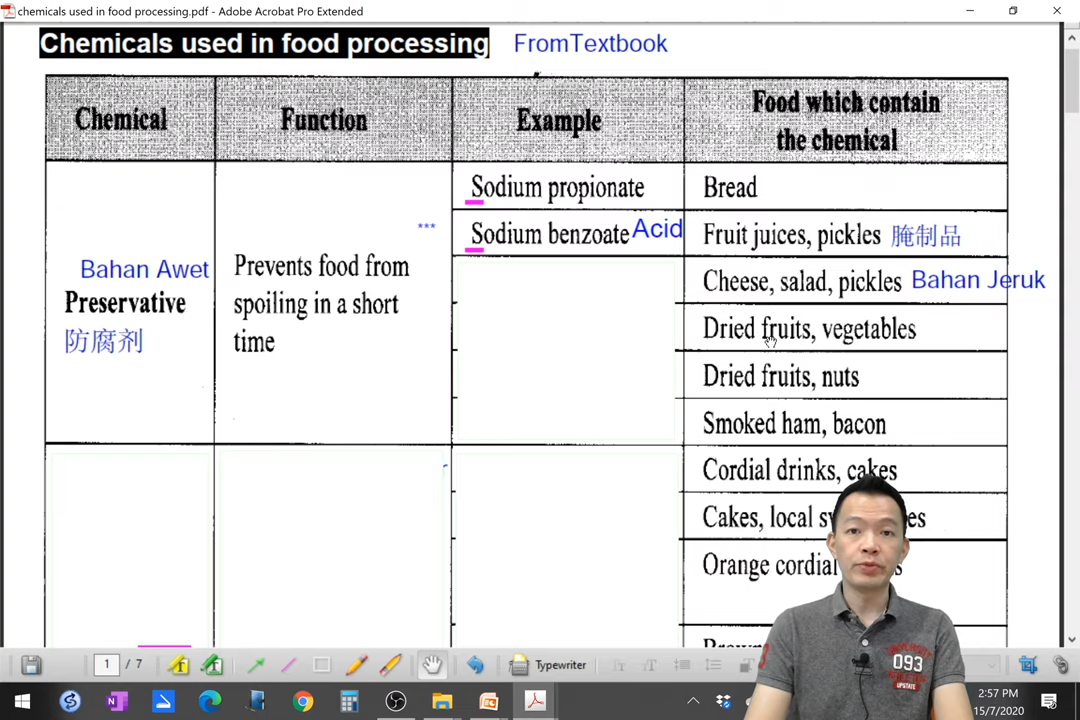 chemicals used in food processing.pdf - Adobe Acrobat Pro Extended
Chemicals used in food processing FromTextbook
Chemical Function Example Food which contain the chemical
Sodium propionate Bread
Sodium benzoate Acid Fruit juices, pickles 腌制品
***
Bahan Awet
Preservative
防腐剂
Prevents food from
spoiling in a short
time
Cheese, salad, pickles Bahan Jeruk
Dried fruits, vegetables
Dried fruits, nuts
Smoked ham, bacon
Cordial drinks, cakes
Cakes, local
Orange cordial
1 / 7
Typewriter
UNIVERSITY
093
UPSTATE
2:57 PM
15/7/2020